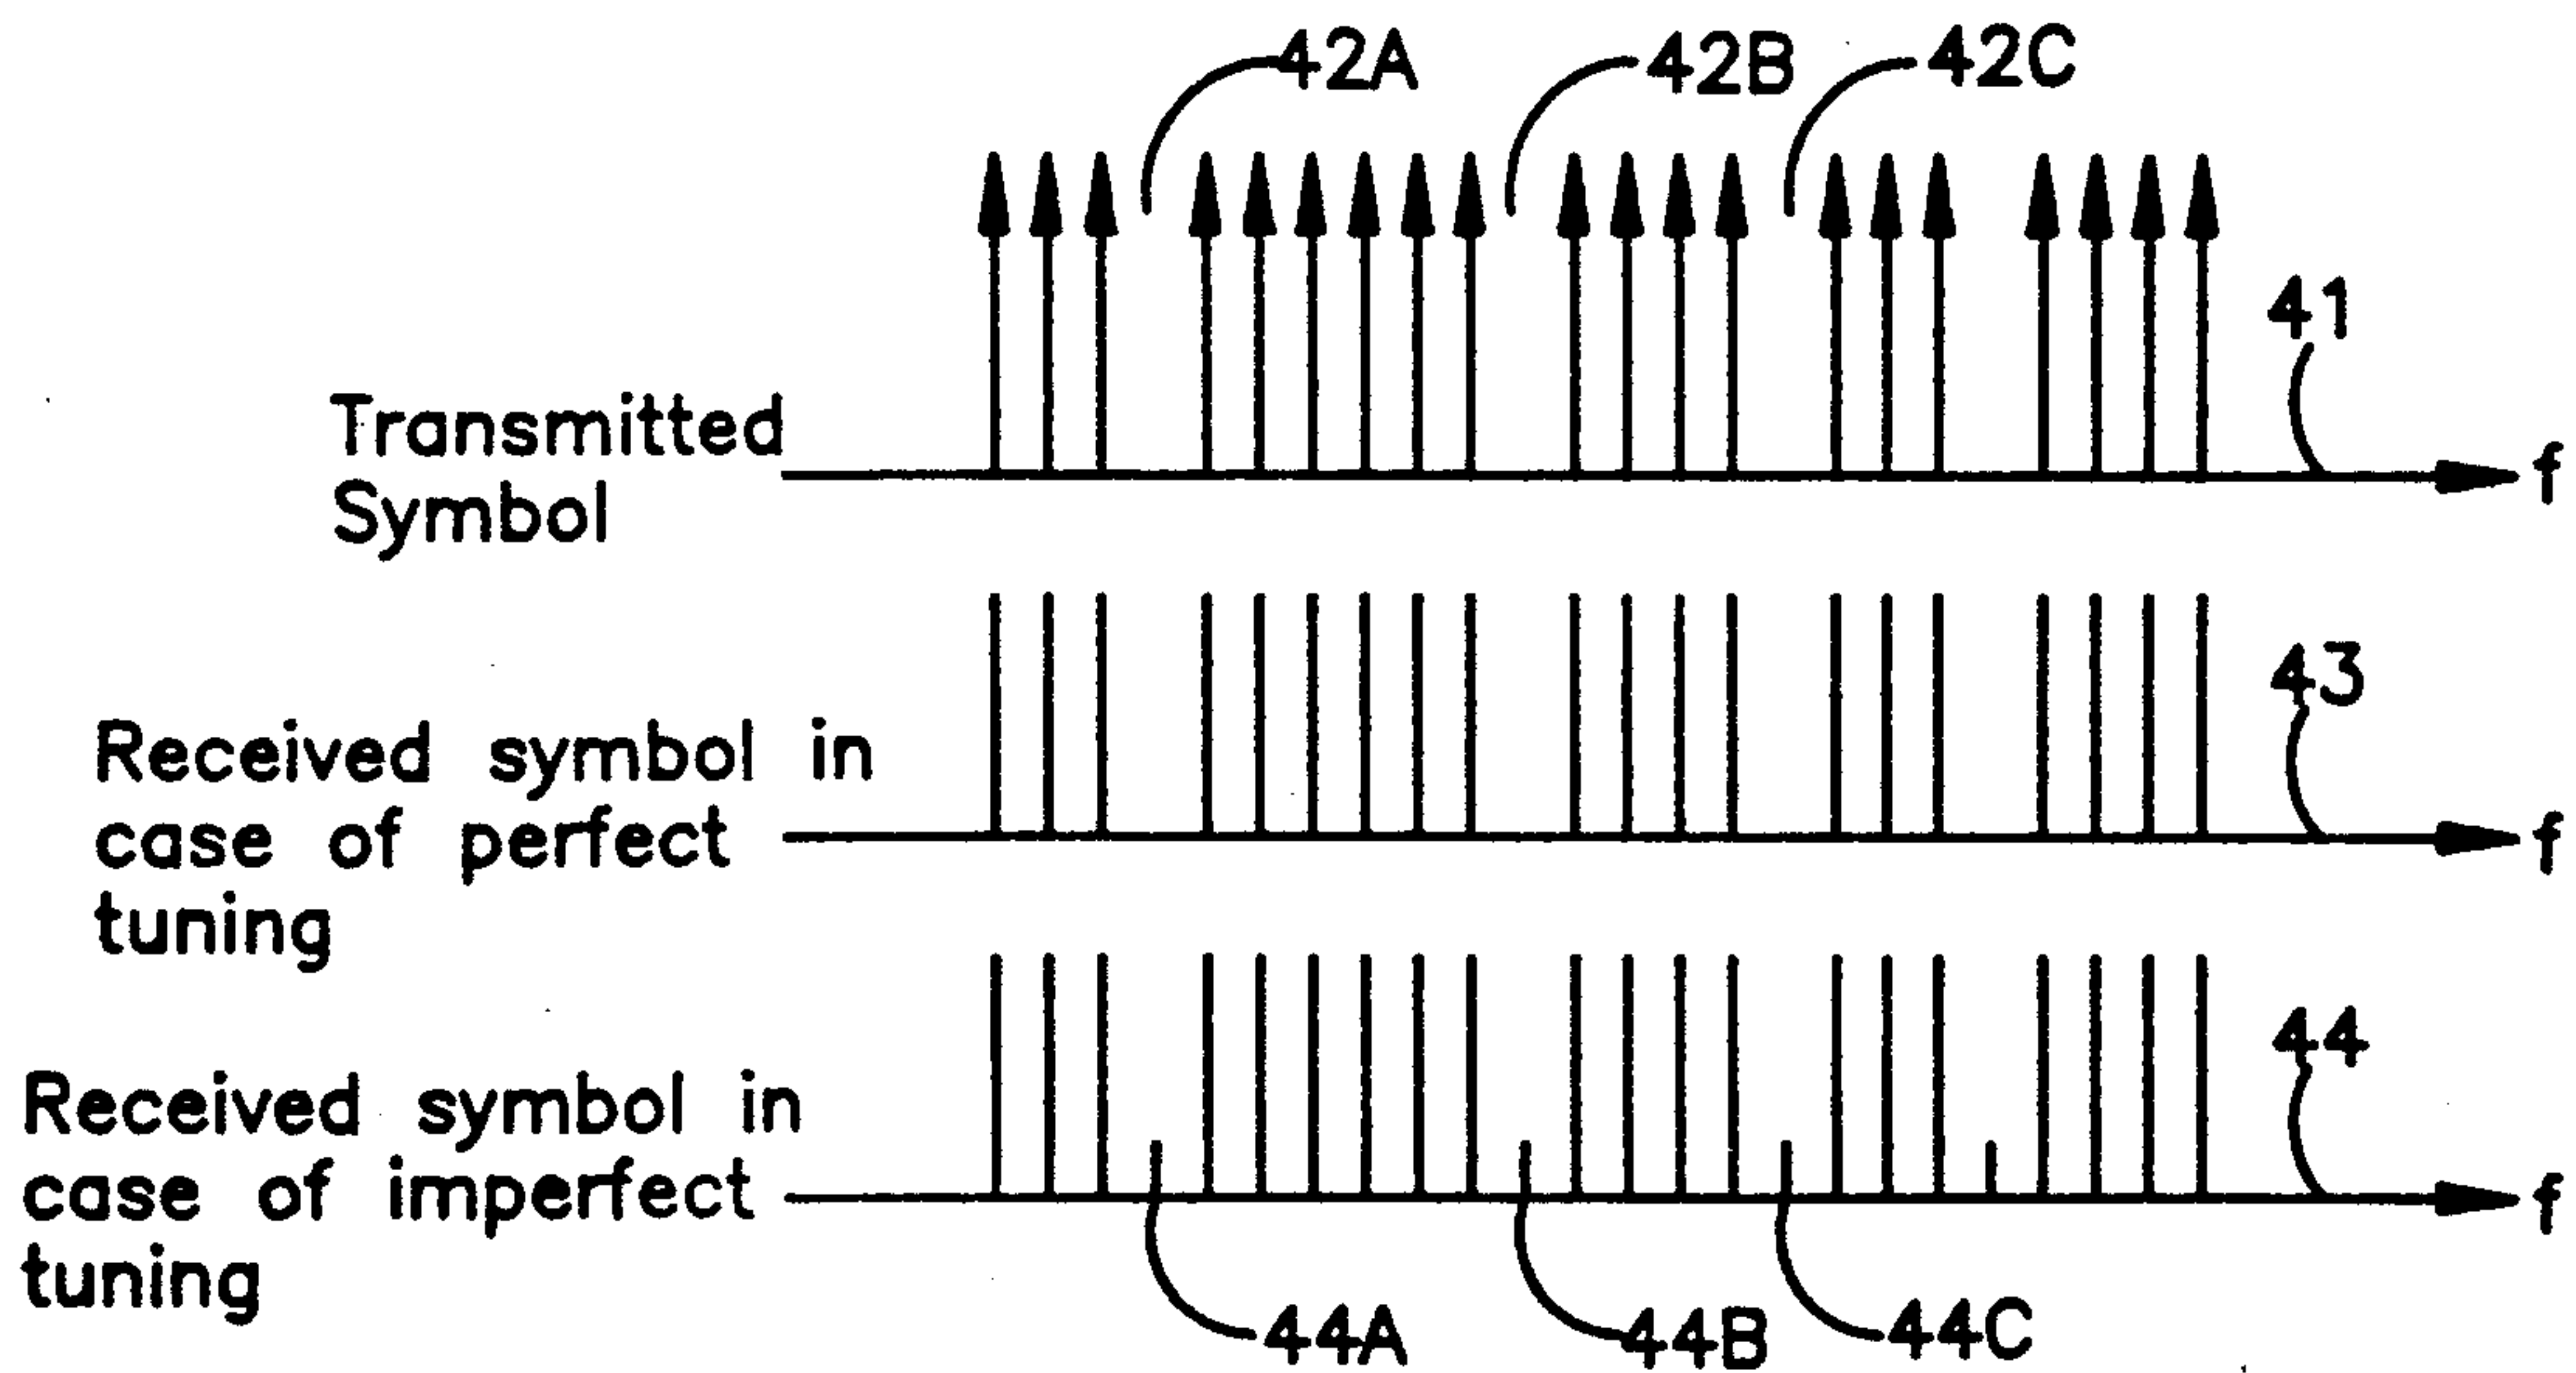 42A
42B
42C
41
Transmitted
Symbol
f
43
Received symbol in
case of perfect
tuning
f
44
Received symbol in
case of imperfect
tuning
f
44A
44B
44C